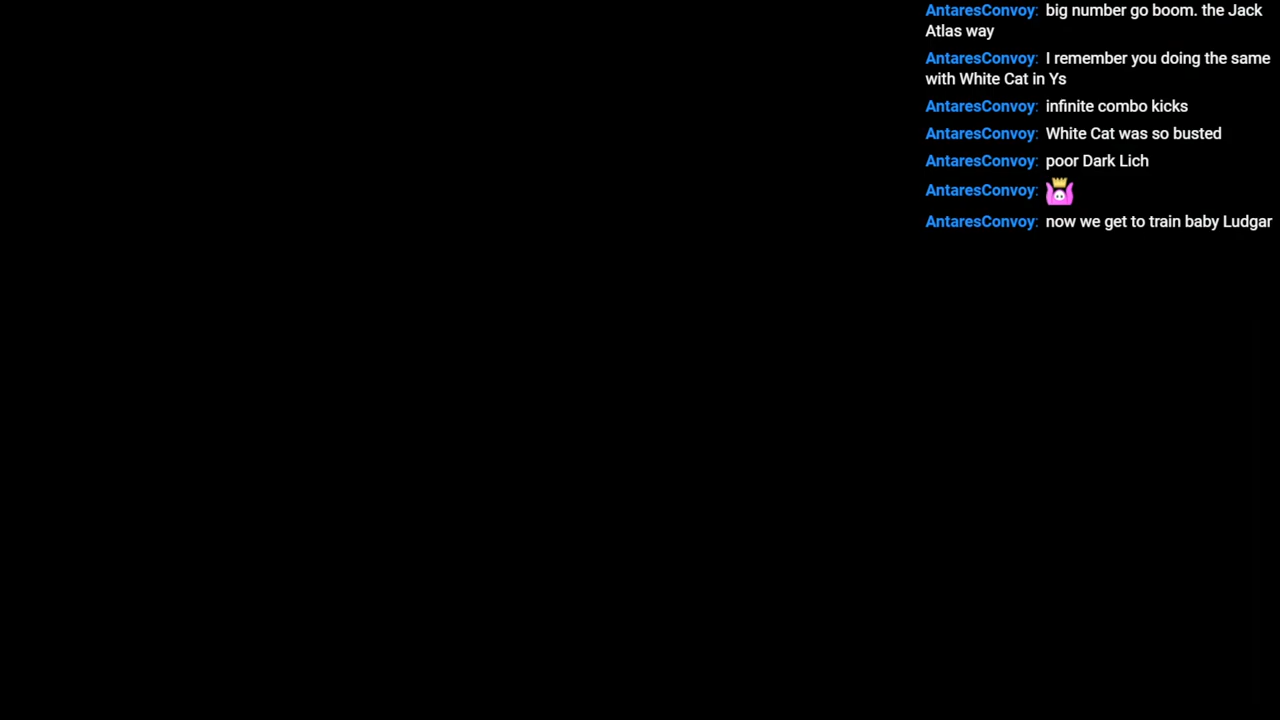 AntaresConvoy: big number go boom. the Jack
Atlas way
AntaresConvoy: I remember you doing the same
with White Cat in Ys
AntaresConvoy: infinite combo kicks
AntaresConvoy: White Cat was so busted
AntaresConvoy: poor Dark Lich
AntaresConvoy:
AntaresConvoy: now we get to train baby Ludgar